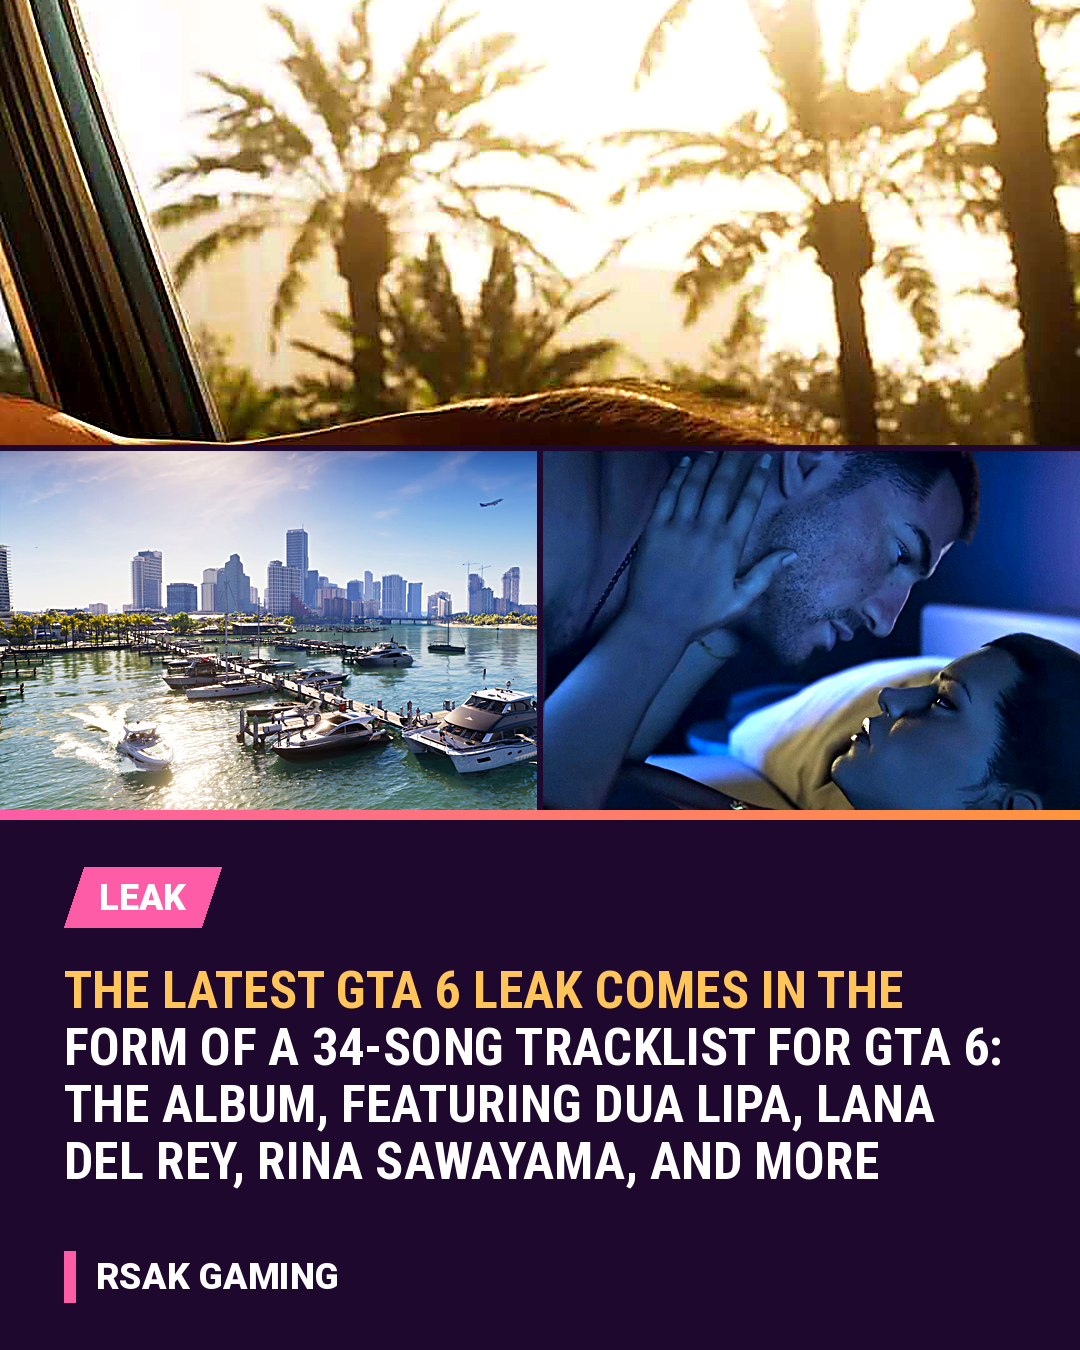 LEAK
THE LATEST GTA 6 LEAK COMES IN THE
FORM OF A 34-SONG TRACKLIST FOR GTA 6:
THE ALBUM, FEATURING DUA LIPA, LANA
DEL REY, RINA SAWAYAMA, AND MORE
RSAK GAMING